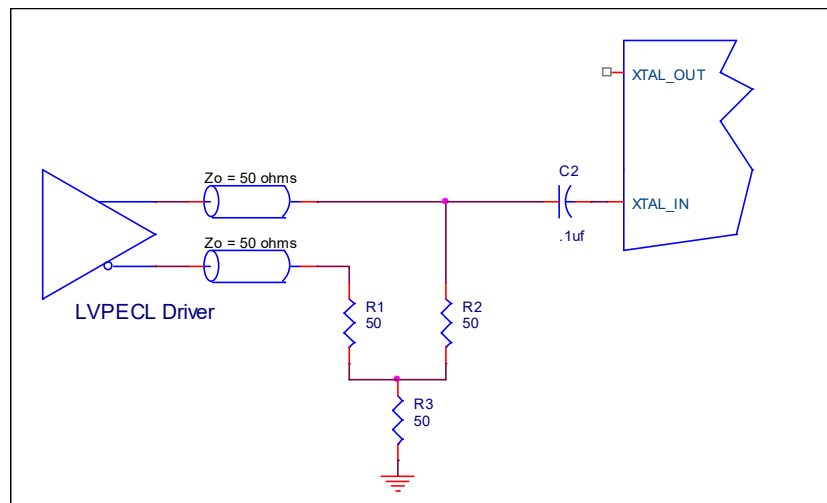 XTAL_OUT
Zo = 50 ohms
C2
XTAL_IN
.1uf
Zo = 50 ohms
LVPECL Driver
R1
50
R2
50
R3
50